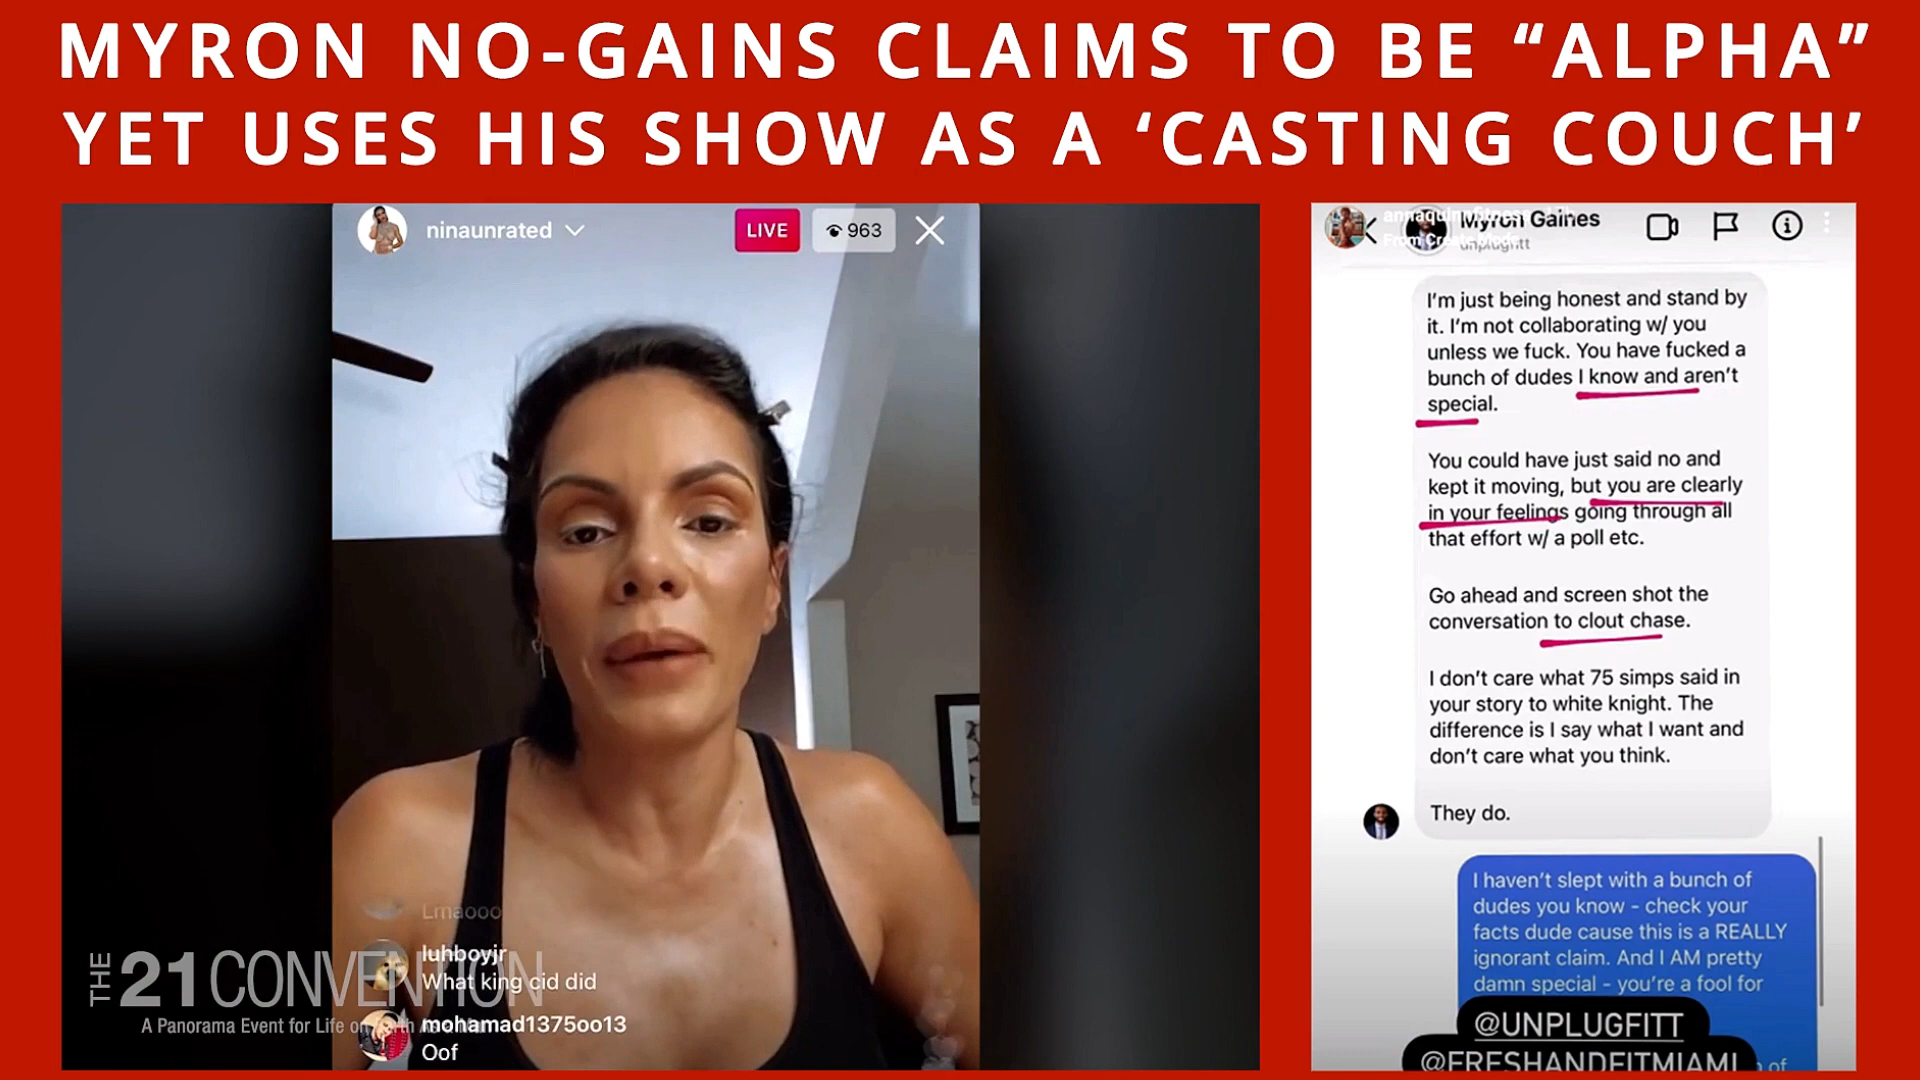 MYRON NO-GAINS CLAIMS TO BE “ALPHA”
YET USES HIS SHOW AS A ‘CASTING COUCH’
ninaunrated
LIVE
963
Lmaooo
luhboyjr
What king cid did
mohamad1375oo13
Oof
THE 21 CONVENTION
A Panorama Event for Life on
Myron Gaines
unplugfitt
From Create Mode
I’m just being honest and stand by
it. I’m not collaborating w/ you
unless we fuck. You have fucked a
bunch of dudes I know and aren’t
special.
You could have just said no and
kept it moving, but you are clearly
in your feelings going through all
that effort w/ a poll etc.
Go ahead and screen shot the
conversation to clout chase.
I don’t care what 75 simps said in
your story to white knight. The
difference is I say what I want and
don’t care what you think.
They do.
I haven’t slept with a bunch of
dudes you know - check your
facts dude cause this is a REALLY
ignorant claim. And I AM pretty
damn special - you’re a fool for
@UNPLUGFITT
@FRESHANDFITMIAMI
of